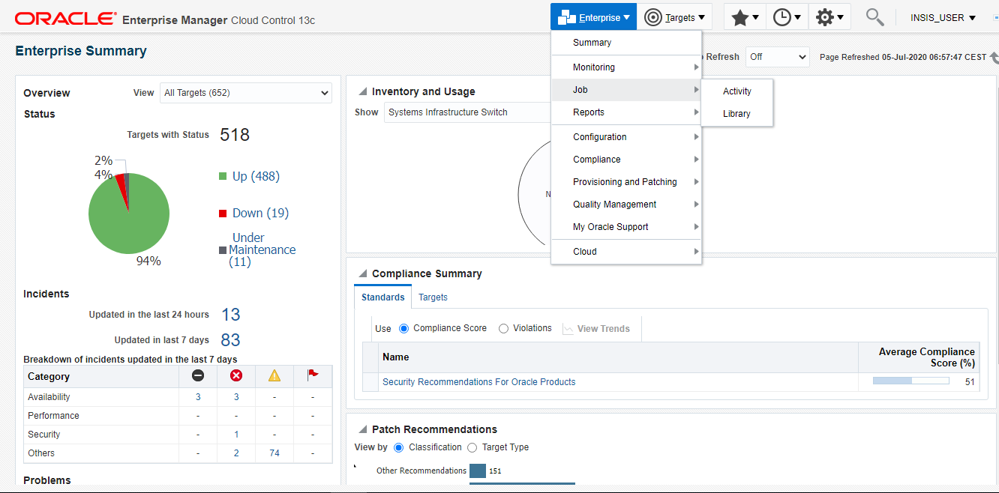 ORACLE® Enterprise Manager Cloud Control 13c
Enterprise
Targets
INSIS_USER
Enterprise Summary
Refresh Off
Page Refreshed 05-Jul-2020 06:57:47 CEST
Summary
Monitoring
Job
Reports
Configuration
Compliance
Provisioning and Patching
Quality Management
My Oracle Support
Cloud
Activity
Library
Overview
View All Targets (652)
Status
Targets with Status 518
2%
4%
94%
Up (488)
Down (19)
Under
Maintenance
(11)
Incidents
Updated in the last 24 hours 13
Updated in last 7 days 83
Breakdown of incidents updated in the last 7 days
Category
Availability 3 3 - -
Performance - - - -
Security - 1 - -
Others - 2 74 -
Problems
Inventory and Usage
Show Systems Infrastructure Switch
N
Compliance Summary
Standards Targets
Use Compliance Score Violations View Trends
Name
Average Compliance
Score (%)
Security Recommendations For Oracle Products 51
Patch Recommendations
View by Classification Target Type
Other Recommendations 151